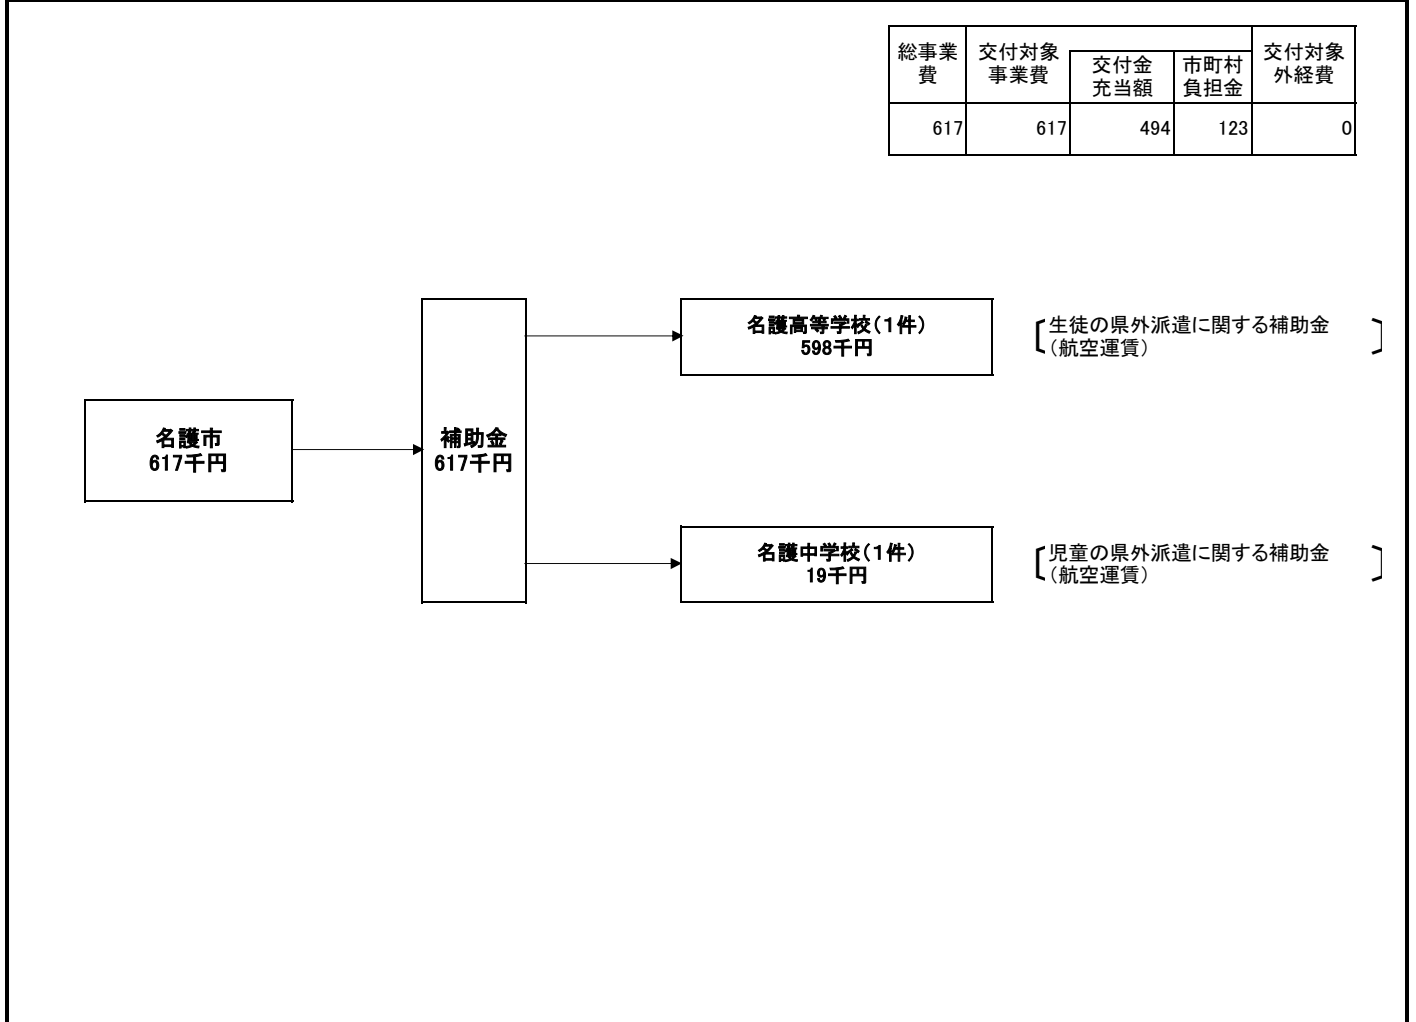 総事業
費
交付対象
事業費
交付金
充当額
市町村
負担金
交付対象
外経費
617
617
494
123
0
名護高等学校(1件)
598千円
〔生徒の県外派遣に関する補助金
(航空運賃) 〕
名護市
617千円
補助金
617千円
名護中学校(1件)
19千円
〔児童の県外派遣に関する補助金
(航空運賃) 〕